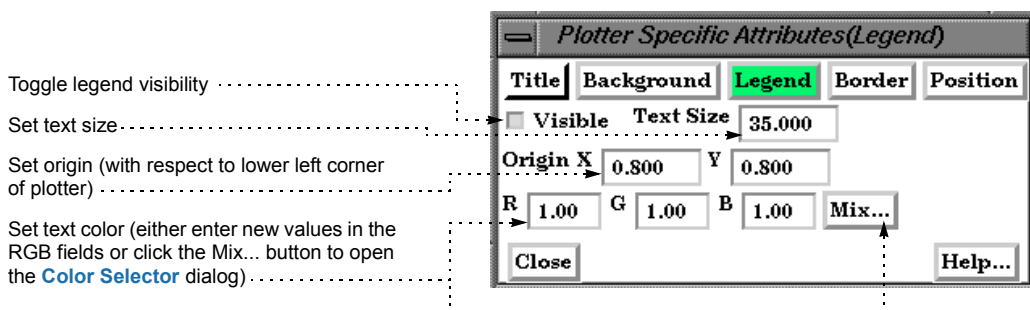 Plotter Specific Attributes(Legend)
Title Background Legend Border Position
Toggle legend visibility
Visible Text Size 35.000
Set text size
Set origin (with respect to lower left corner
of plotter)
Origin X 0.800 Y 0.800
R 1.00 G 1.00 B 1.00 Mix...
Set text color (either enter new values in the
RGB fields or click the Mix... button to open
the Color Selector dialog)
Close Help...